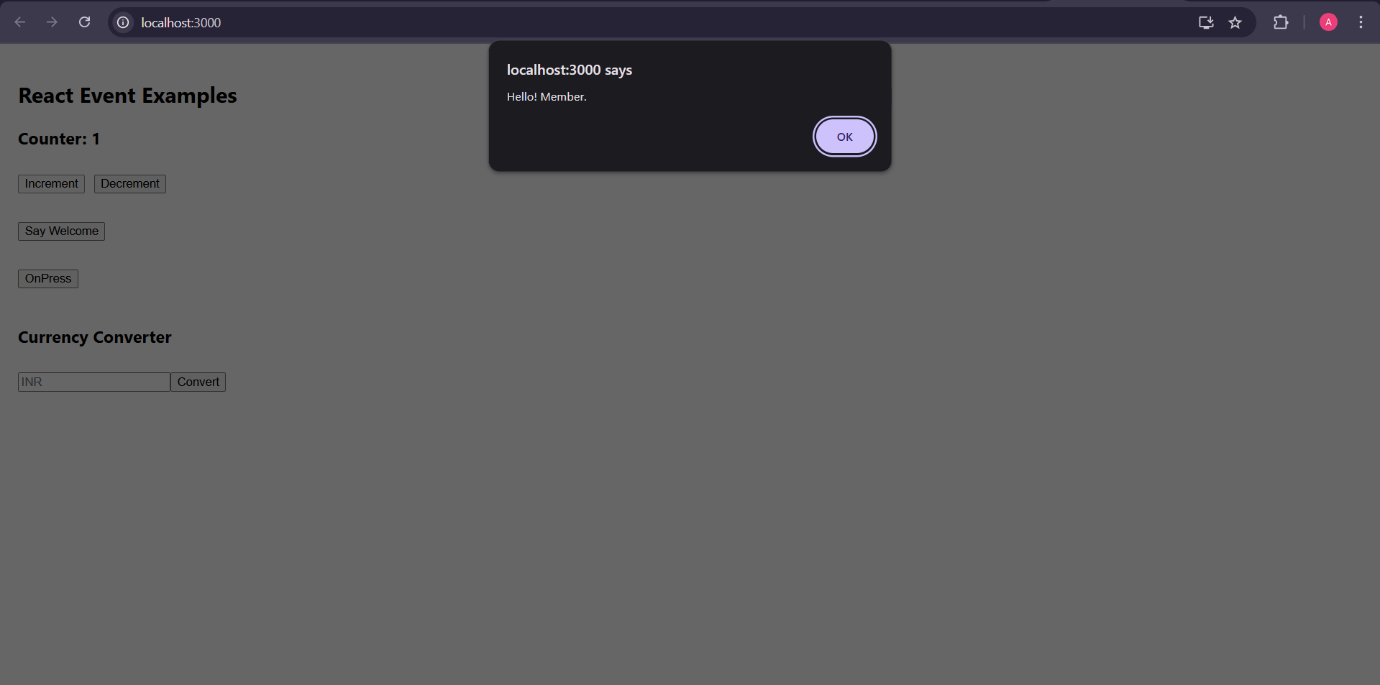 localhost:3000
A
localhost:3000 says
Hello! Member.
OK
React Event Examples
Counter: 1
Increment Decrement
Say Welcome
OnPress
Currency Converter
INR Convert